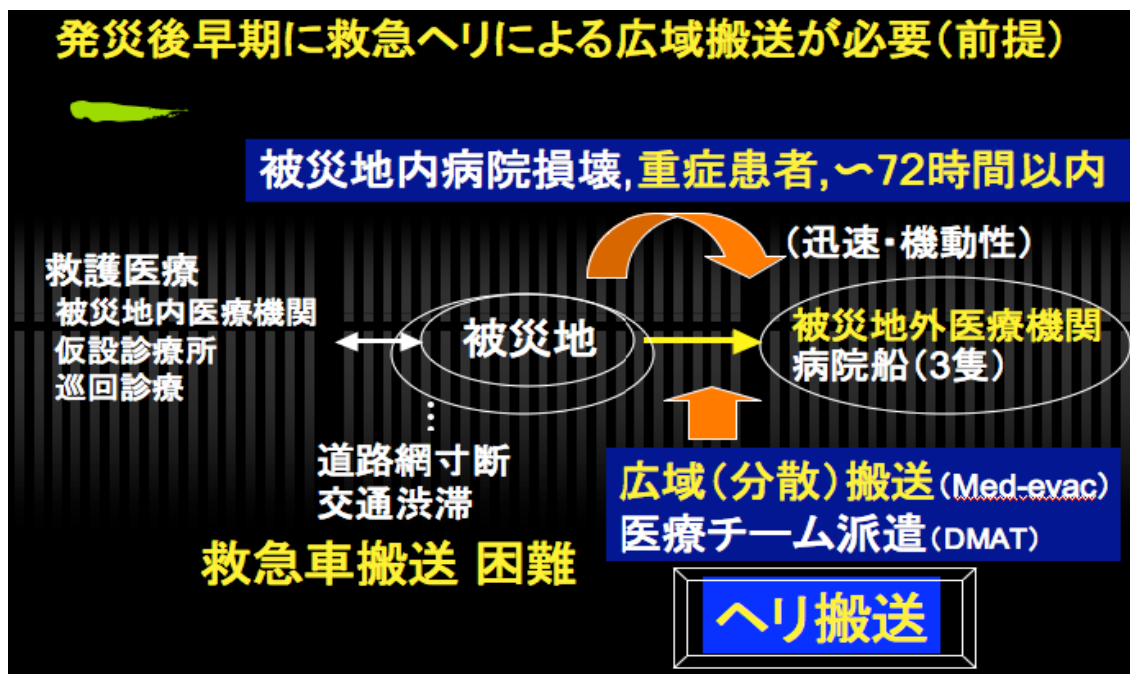 発災後早期に救急ヘリによる広域搬送が必要(前提)
被災地内病院損壊,重症患者,〜72時間以内
(迅速・機動性)
救護医療
被災地内医療機関
仮設診療所
巡回診療
被災地
被災地外医療機関
病院船(3隻)
道路網寸断
交通渋滞
救急車搬送 困難
広域(分散)搬送(Med-evac)
医療チーム派遣(DMAT)
ヘリ搬送